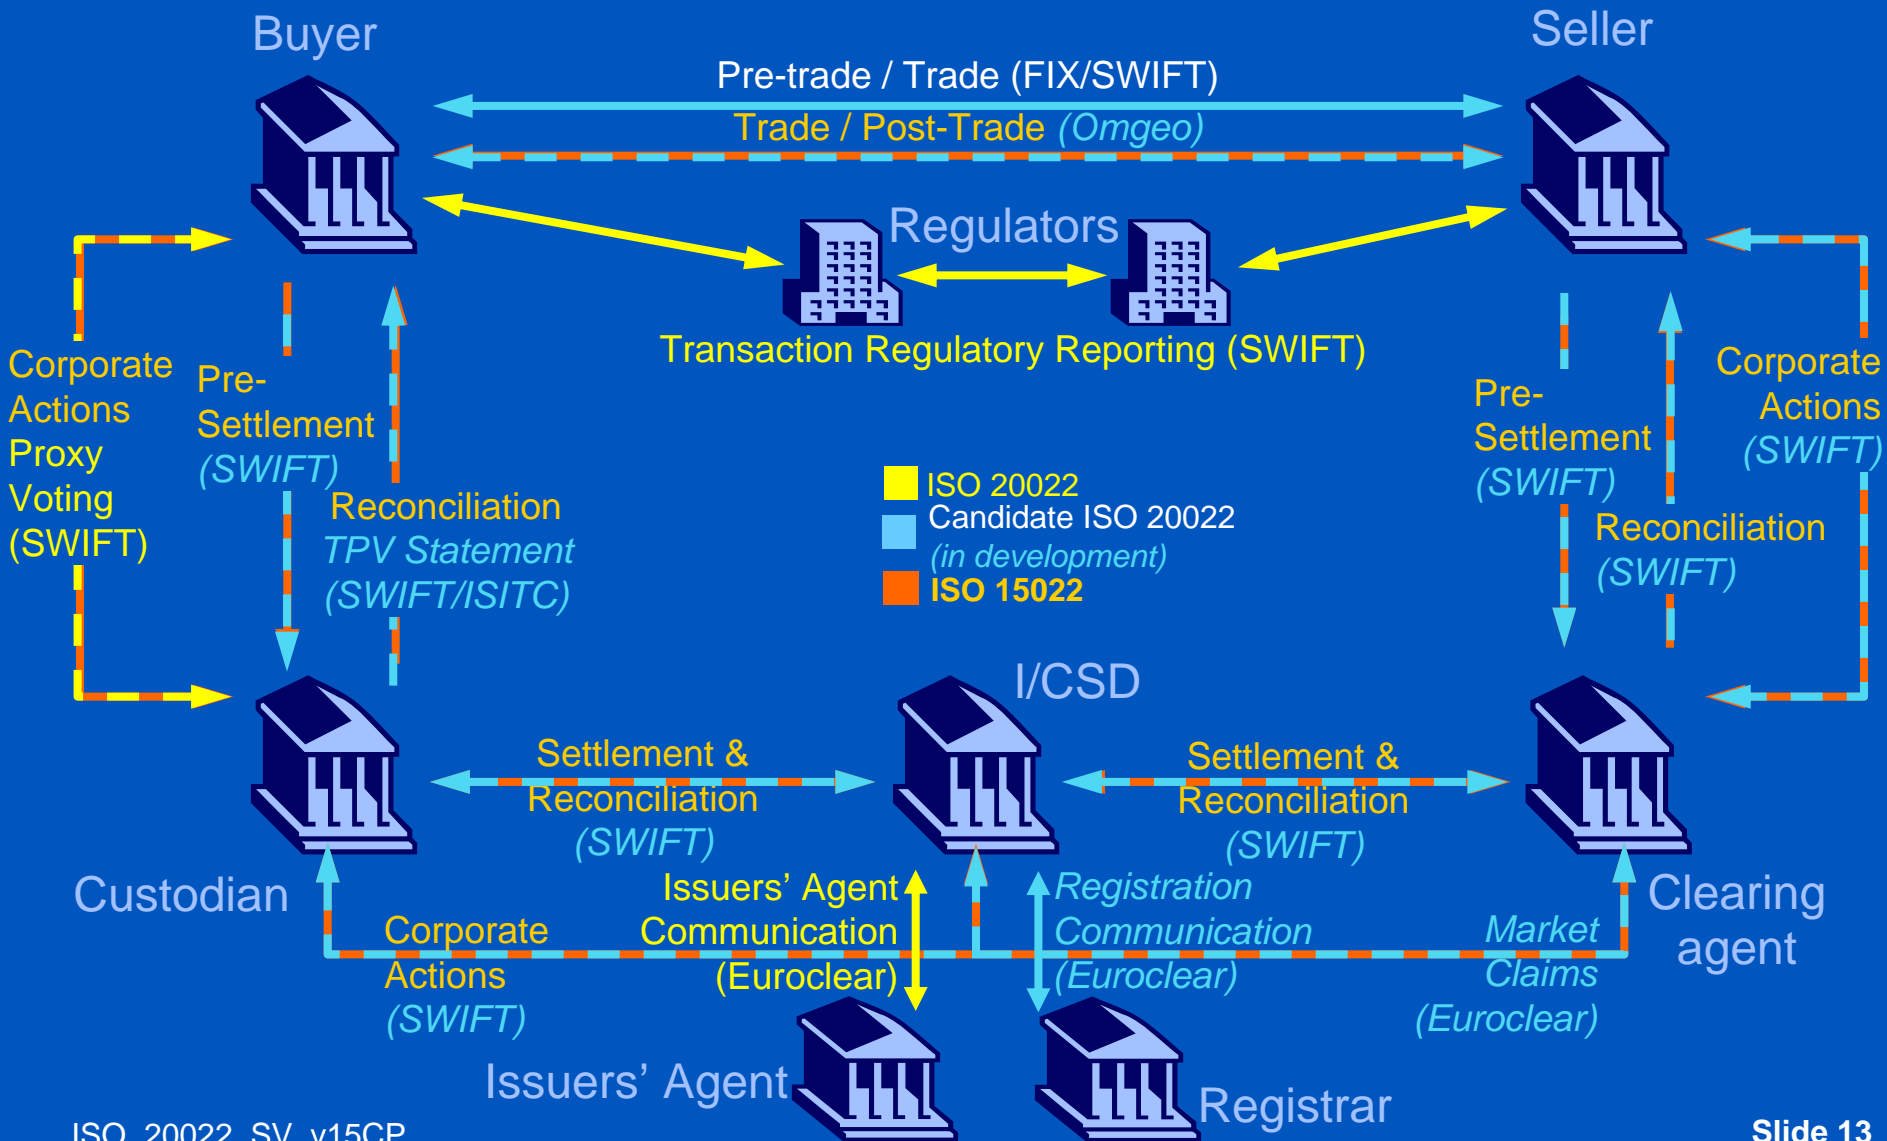 Buyer
Seller
Pre-trade / Trade (FIX/SWIFT)
Trade / Post-Trade (Omgeo)
Regulators
Transaction Regulatory Reporting (SWIFT)
Corporate
Actions
Proxy
Voting
(SWIFT)
Pre-
Settlement
(SWIFT)
Reconciliation
TPV Statement
(SWIFT/ISITC)
ISO 20022
Candidate ISO 20022
(in development)
ISO 15022
Pre-
Settlement
(SWIFT)
Reconciliation
(SWIFT)
Corporate
Actions
(SWIFT)
I/CSD
Settlement &
Reconciliation
(SWIFT)
Settlement &
Reconciliation
(SWIFT)
Custodian
Corporate
Actions
(SWIFT)
Issuers' Agent
Communication
(Euroclear)
Registration
Communication
(Euroclear)
Market
Claims
(Euroclear)
Clearing
agent
Issuers' Agent
Registrar
ISO_20022_SV_v15CP
Slide 13